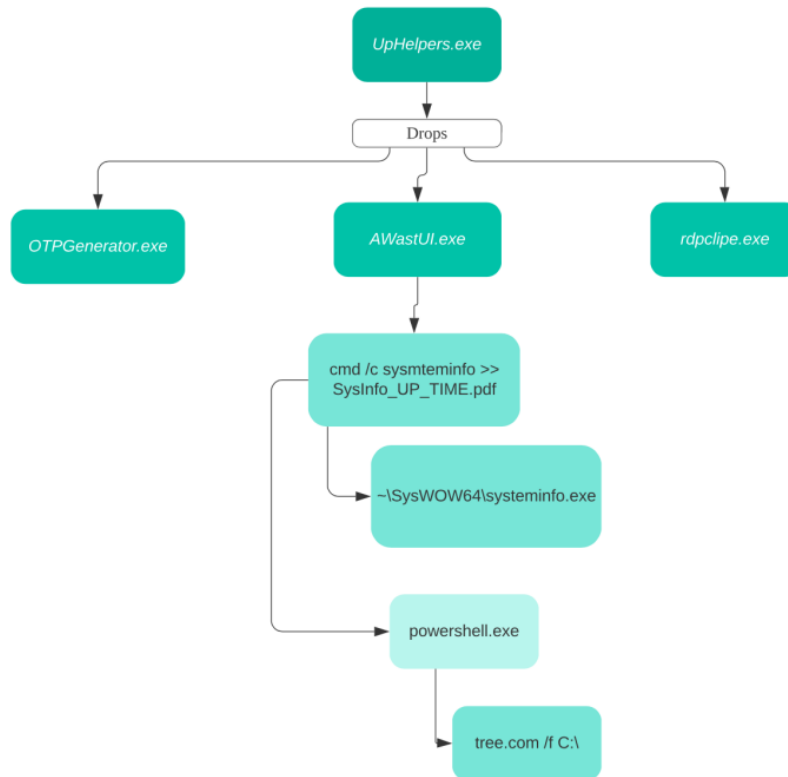 UpHelpers.exe
Drops
OTPGenerator.exe
AWastUI.exe
rdpclipe.exe
cmd /c sysmteminfo >>
SysInfo_UP_TIME.pdf
~\SysWOW64\systeminfo.exe
powershell.exe
tree.com /f C:\